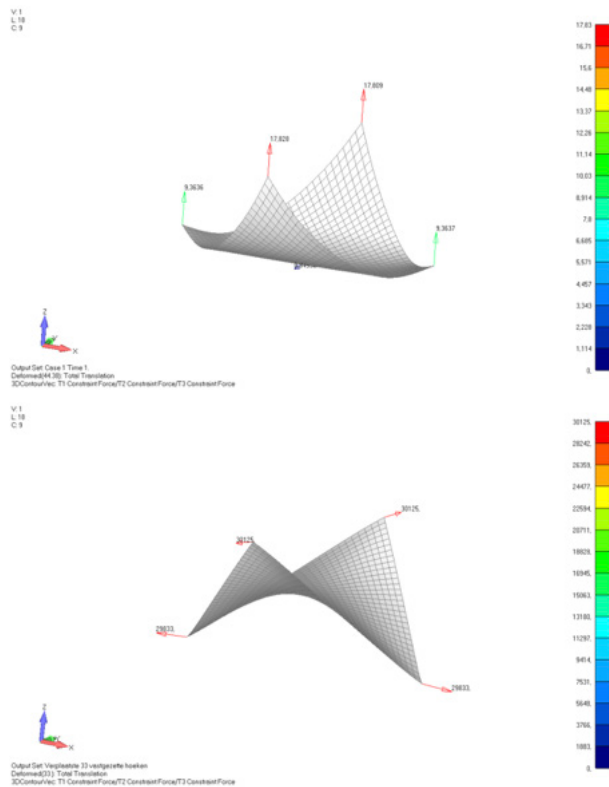 V: 1
L: 18
C: 9
17,83
16,71
15,6
14,48
13,37
12,26
11,14
10,03
8,914
7,8
6,685
5,571
4,457
3,343
2,228
1,114
0,
17,809
17,828
9,3636
9,3637
Z
Y
X
Output Set: Case 1 Time 1.
Deformed(44.38): Total Translation
3DContourVec: T1 Constraint Force/T2 Constraint Force/T3 Constraint Force
V: 1
L: 18
C: 9
30125,
28242,
26359,
24477,
22594,
20711,
18828,
16945,
15063,
13180,
11297,
9414,
7531,
5648,
3766,
1883,
0,
30125,
30125,
29833,
29833,
Z
X
Output Set: Verplaatste 33 vastgezette hoeken
Deformed(33): Total Translation
3DContourVec: T1 Constraint Force/T2 Constraint Force/T3 Constraint Force